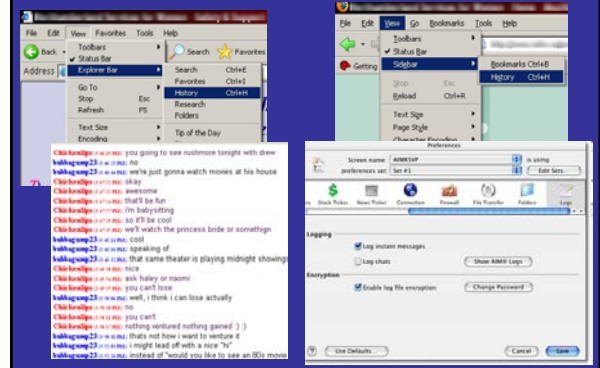 File Edit View Favorites Tools Help
Back
Toolbars
Search Favorites
Status Bar
Address
Explorer Bar
Search Ctrl+E
Favorites Ctrl+I
Go To
History Ctrl+H
Stop Esc
Research
Refresh F5
Folders
Text Size
Tip of the Day
Encoding
File Edit View Go Bookmarks Tools Help
Toolbars
Status Bar
Getting
Sidebar
Bookmarks Ctrl+B
Stop Esc
History Ctrl+H
Reload Ctrl+R
Text Size
Page Style
Character Encoding
Chickenlips you going to see rushmore tonight with drew
bubbagump23 we're just gonna watch movies at his house
Chickenlips okay
Chickenlips awesome
Chickenlips that'll be fun
Chickenlips i'm babysitting
Chickenlips so it'll be cool
Chickenlips we'll watch the princess bride or somethign
bubbagump23 cool
bubbagump23 speaking of
bubbagump23 that same theater is playing midnight showings
Chickenlips nice
Chickenlips ask haley or naomi
Chickenlips you can't lose
bubbagump23 well, i think i can lose actually
Chickenlips no
Chickenlips you can't
Chickenlips nothing ventured nothing gained :) :)
bubbagump23 thats not how i want to venture it
bubbagump23 i might lead off with a nice "hi"
bubbagump23 instead of "would you like to see an 80s movie
Preferences
Screen name: is using
preferences set: Set #1 Edit Sets...
Stock Ticker News Ticker Connection Firewall File Transfer Folders Logs
Logging
Log instant messages
Log chats Show AIM® Logs
Encryption
Enable log file encryption Change Password
Use Defaults... Cancel Save